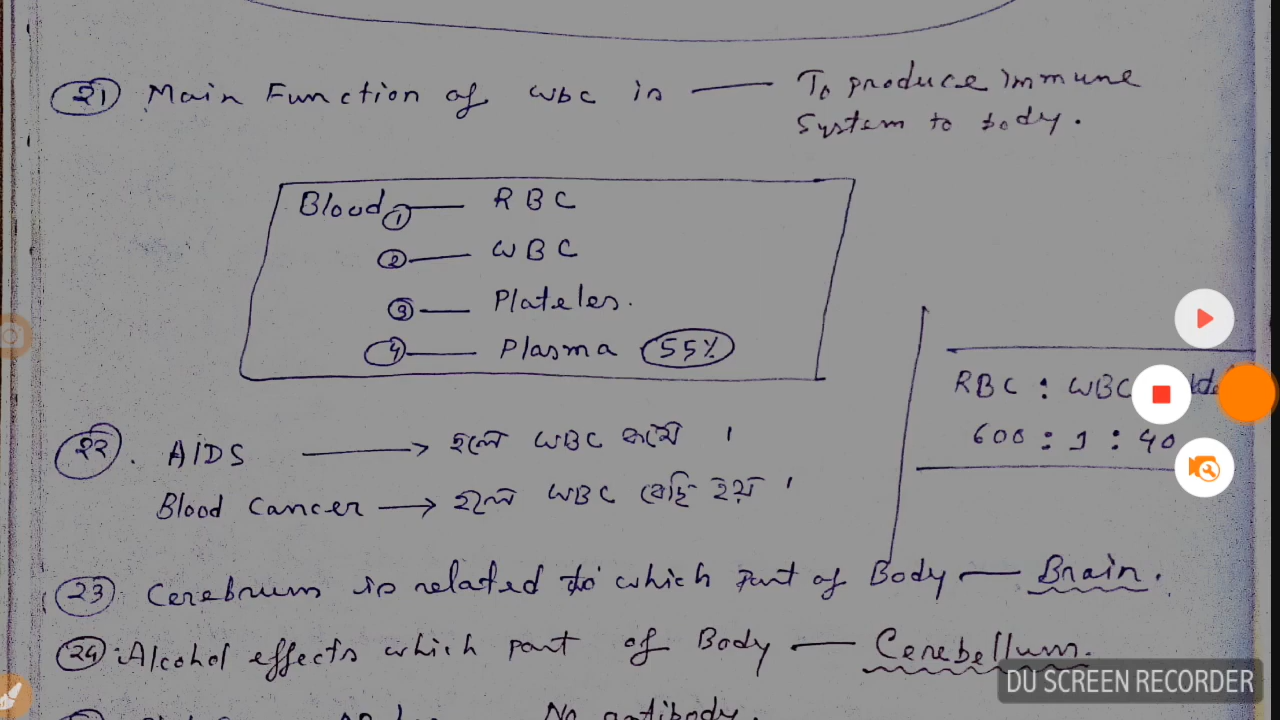 21 Main Function of WBC is — To produce immune
System to body.
Blood ① — RBC
② — WBC
③ — Plateles.
④ — Plasma 55%
RBC : WBC
600 : 1 : 40
22. AIDS → হলে WBC কমে ।
Blood Cancer → হলে WBC বেশি হয় ।
23 Cerebrum is related to which part of Body — Brain.
24. Alcohol effects which part of Body — Cerebellum.
DU SCREEN RECORDER
No antibody.